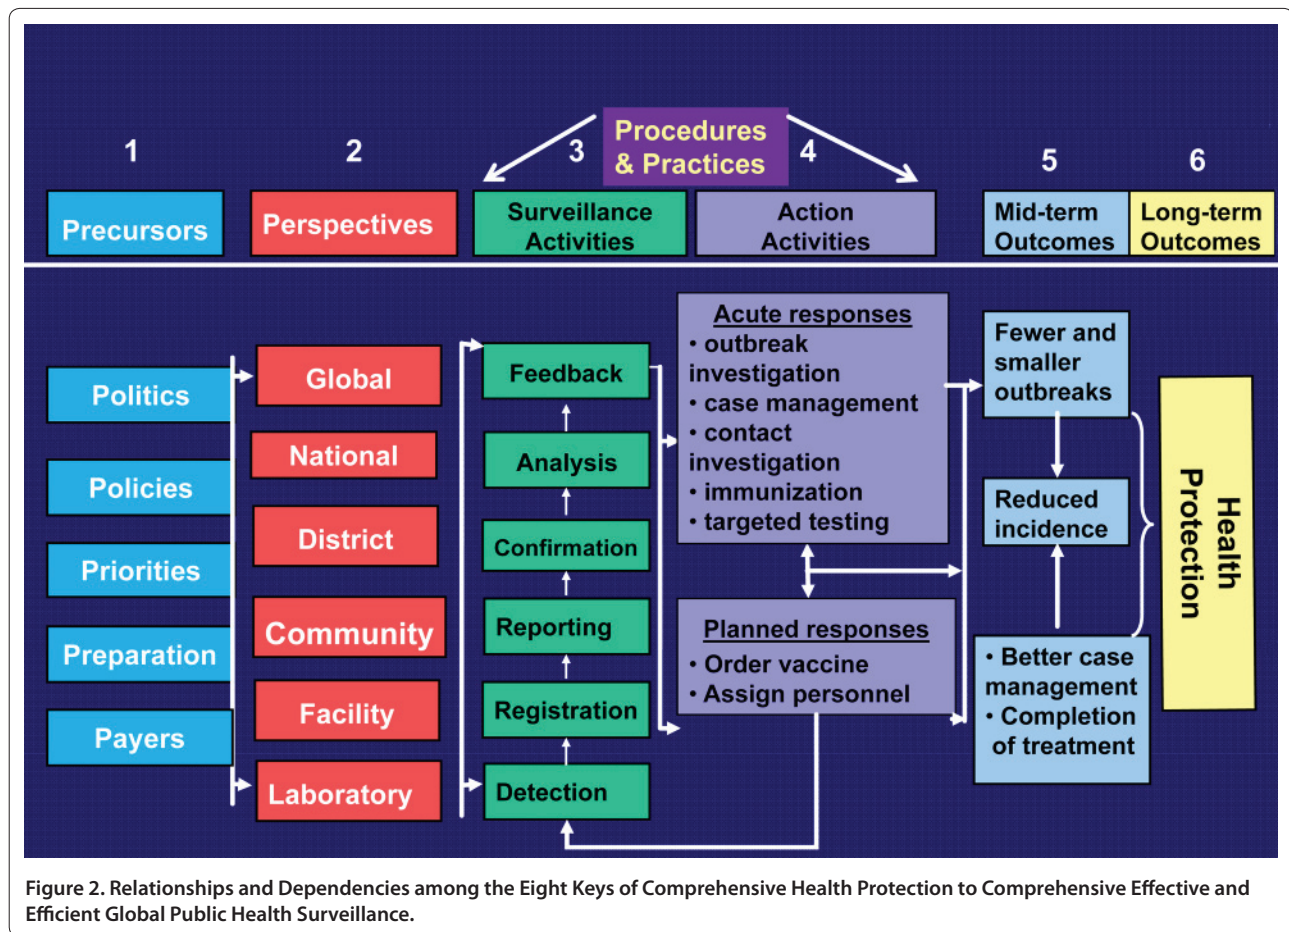 Procedures
& Practices
1
2
3
4
5
6
Precursors
Perspectives
Surveillance
Activities
Action
Activities
Mid-term
Outcomes
Long-term
Outcomes
Politics
Policies
Priorities
Preparation
Payers
Global
National
District
Community
Facility
Laboratory
Feedback
Analysis
Confirmation
Reporting
Registration
Detection
Acute responses
• outbreak
investigation
• case management
• contact
investigation
• immunization
• targeted testing
Planned responses
• Order vaccine
• Assign personnel
Fewer and
smaller
outbreaks
Reduced
incidence
• Better case
management
• Completion
of treatment
Health
Protection
Figure 2. Relationships and Dependencies among the Eight Keys of Comprehensive Health Protection to Comprehensive Effective and
Efficient Global Public Health Surveillance.